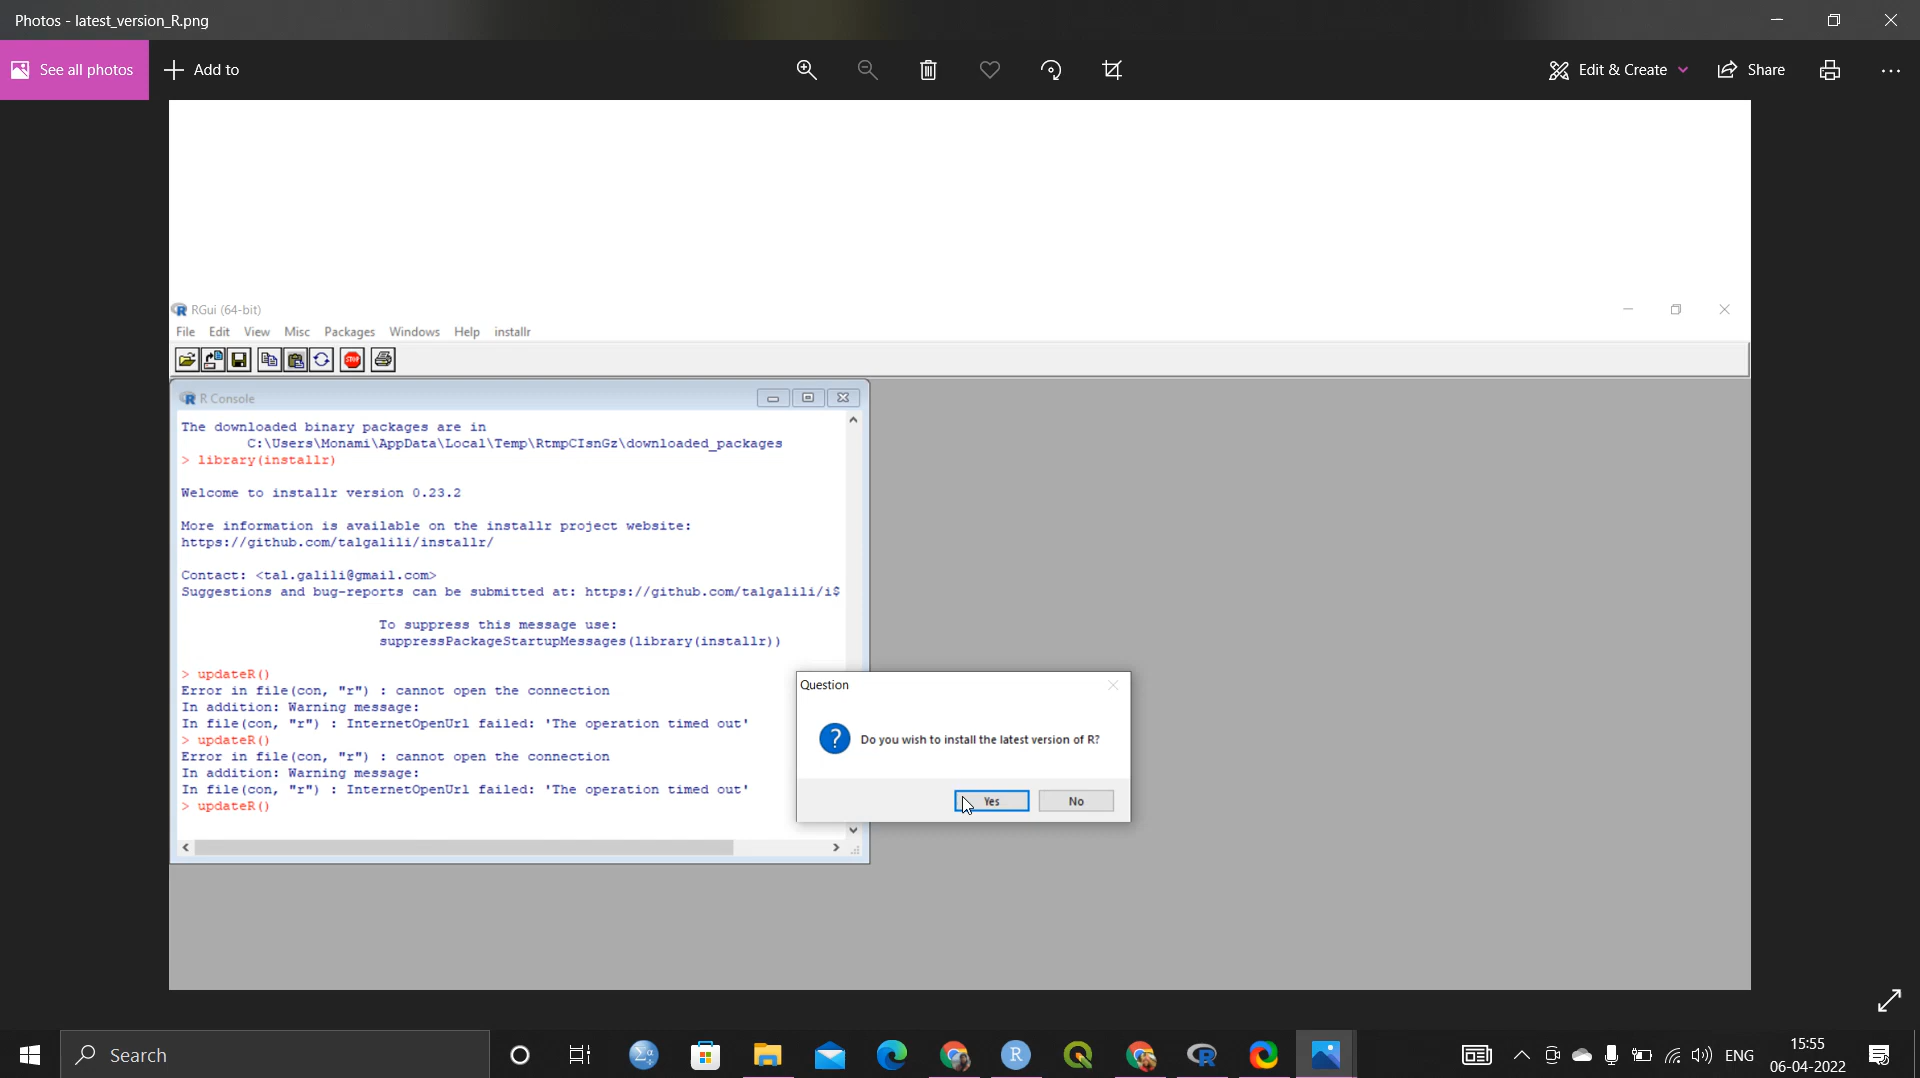 Photos - latest_version_R.png
See all photos
Add to
Edit & Create
Share
RGui (64-bit)
File Edit View Misc Packages Windows Help installr
STOP
R Console
The downloaded binary packages are in
C:\Users\Monami\AppData\Local\Temp\RtmpCIsnGz\downloaded_packages
> library(installr)
Welcome to installr version 0.23.2
More information is available on the installr project website:
https://github.com/talgalili/installr/
Contact: <tal.galili@gmail.com>
Suggestions and bug-reports can be submitted at: https://github.com/talgalili/i$
To suppress this message use:
suppressPackageStartupMessages(library(installr))
> updateR()
Error in file(con, "r") : cannot open the connection
In addition: Warning message:
In file(con, "r") : InternetOpenUrl failed: 'The operation timed out'
> updateR()
Error in file(con, "r") : cannot open the connection
In addition: Warning message:
In file(con, "r") : InternetOpenUrl failed: 'The operation timed out'
> updateR()
Question
Do you wish to install the latest version of R?
Yes
No
Search
ENG
15:55
06-04-2022